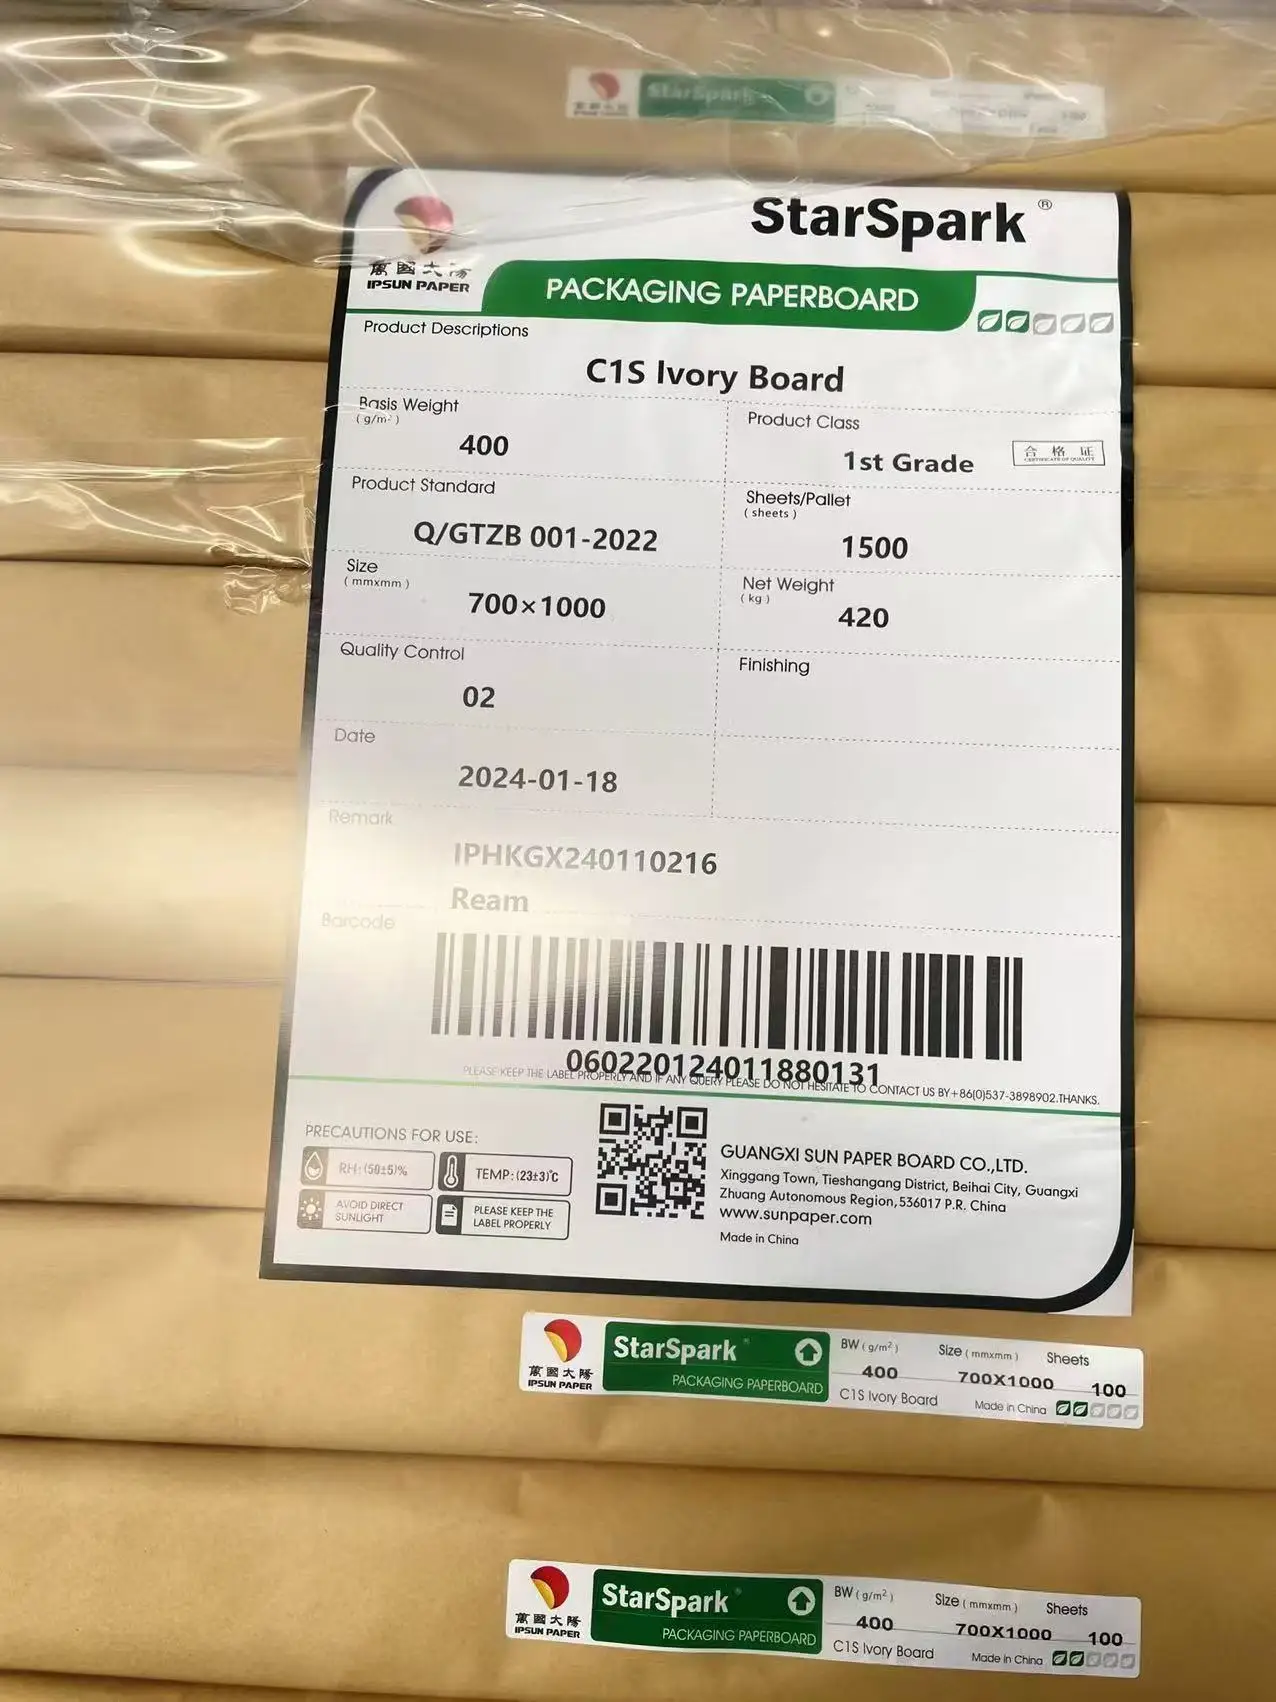 StarSpark
StarSpark®
萬國太陽
IPSUN PAPER
PACKAGING PAPERBOARD
Product Descriptions
C1S Ivory Board
Basis Weight
(g/m²)
400
Product Class
1st Grade
合格证
CERTIFICATE OF QUALITY
Product Standard
Q/GTZB 001-2022
Sheets/Pallet
(sheets)
1500
Size
(mmxmm)
700×1000
Net Weight
(kg)
420
Quality Control
02
Finishing
Date
2024-01-18
Remark
IPHKGX240110216
Ream
Barcode
060220124011880131
PLEASE KEEP THE LABEL PROPERLY AND IF ANY QUERY PLEASE DO NOT HESITATE TO CONTACT US BY+86(0)537-3898902.THANKS.
PRECAUTIONS FOR USE:
RH:(50±5)%
TEMP:(23±3)℃
AVOID DIRECT
SUNLIGHT
PLEASE KEEP THE
LABEL PROPERLY
GUANGXI SUN PAPER BOARD CO.,LTD.
Xinggang Town, Tieshangang District, Beihai City, Guangxi
Zhuang Autonomous Region,536017 P.R. China
www.sunpaper.com
Made in China
萬國太陽
IPSUN PAPER
StarSpark
PACKAGING PAPERBOARD
BW(g/m²) Size(mmxmm) Sheets
400 700X1000 100
C1S Ivory Board Made in China
萬國太陽
IPSUN PAPER
StarSpark
PACKAGING PAPERBOARD
BW(g/m²) Size(mmxmm) Sheets
400 700X1000 100
C1S Ivory Board Made in China